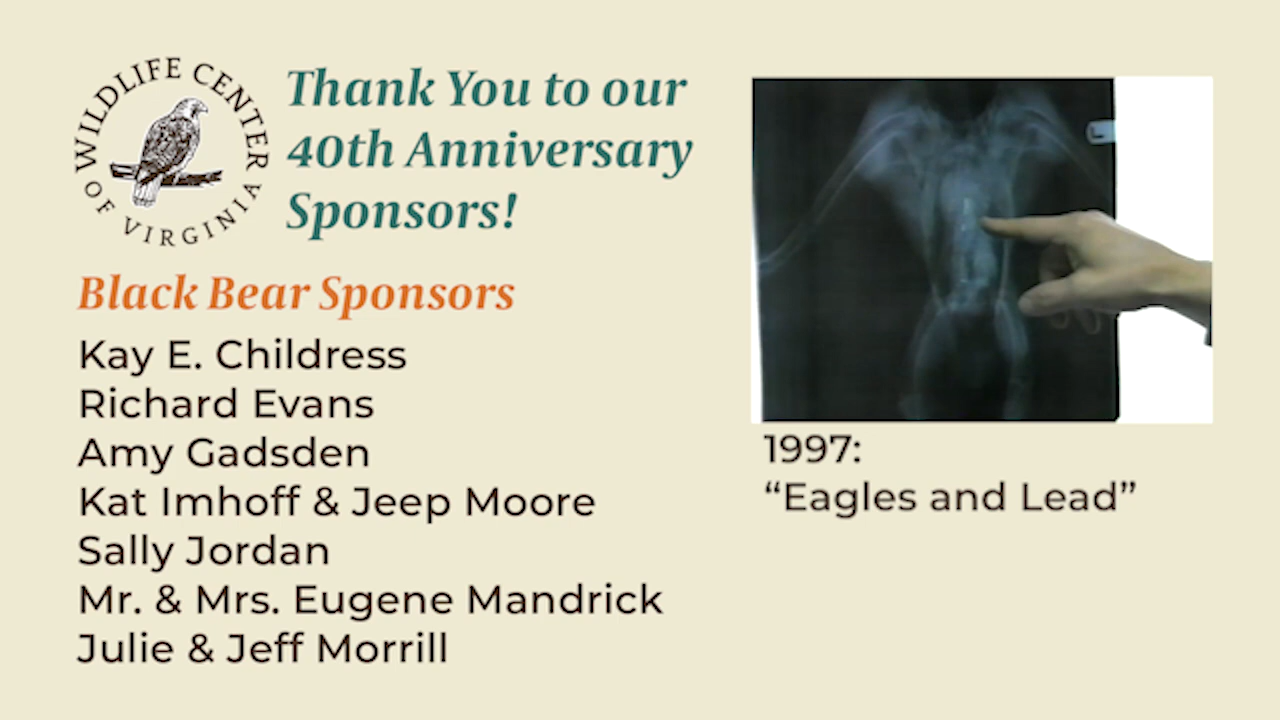 WILDLIFE CENTER
OF VIRGINIA
Thank You to our
40th Anniversary
Sponsors!
Black Bear Sponsors
Kay E. Childress
Richard Evans
Amy Gadsden
Kat Imhoff & Jeep Moore
Sally Jordan
Mr. & Mrs. Eugene Mandrick
Julie & Jeff Morrill
1997:
“Eagles and Lead”